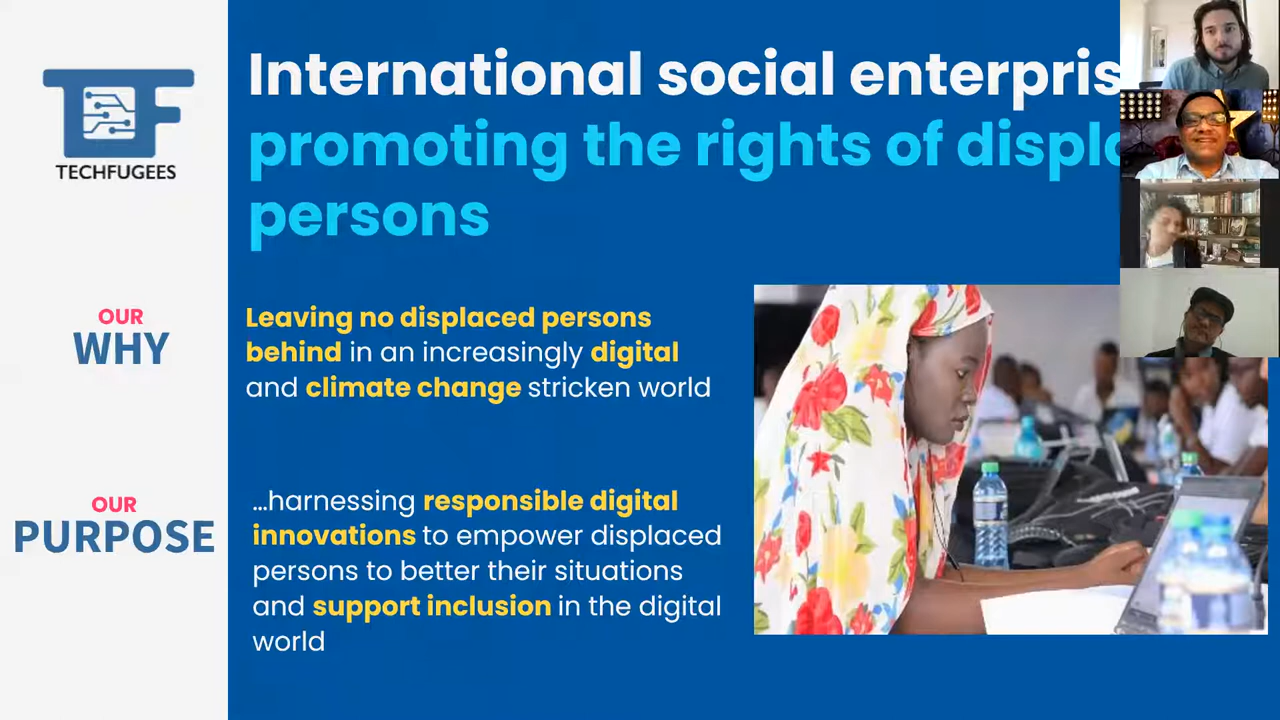 TECHFUGEES
International social enterpris
promoting the rights of displ
persons
OUR
WHY
Leaving no displaced persons
behind in an increasingly digital
and climate change stricken world
OUR
PURPOSE
…harnessing responsible digital
innovations to empower displaced
persons to better their situations
and support inclusion in the digital
world